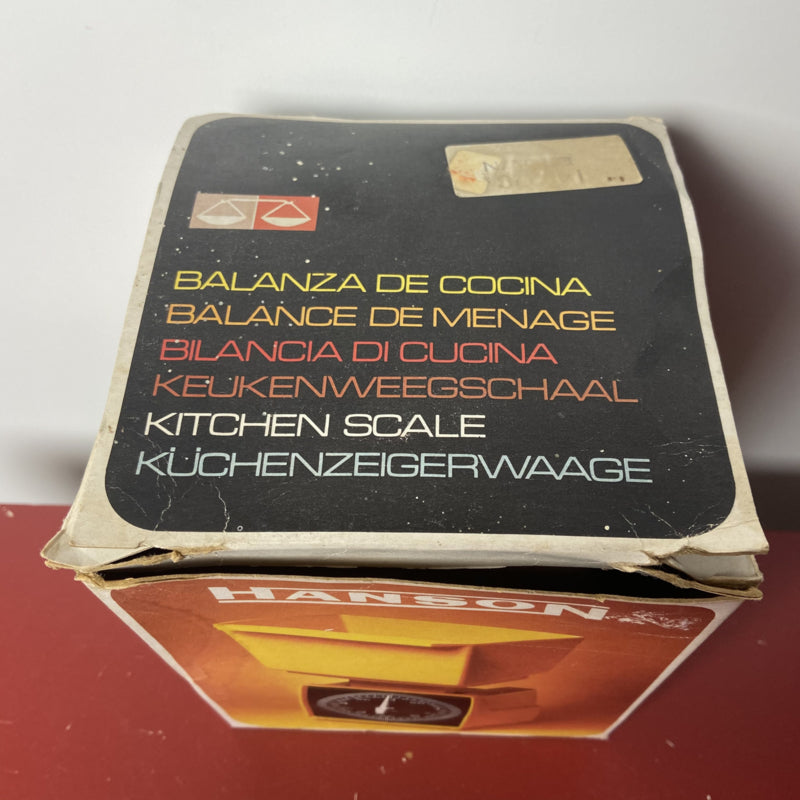 BALANZA DE COCINA
BALANCE DE MENAGE
BILANCIA DI CUCINA
KEUKENWEEGSCHAAL
KITCHEN SCALE
KÜCHENZEIGERWAAGE
HANSON